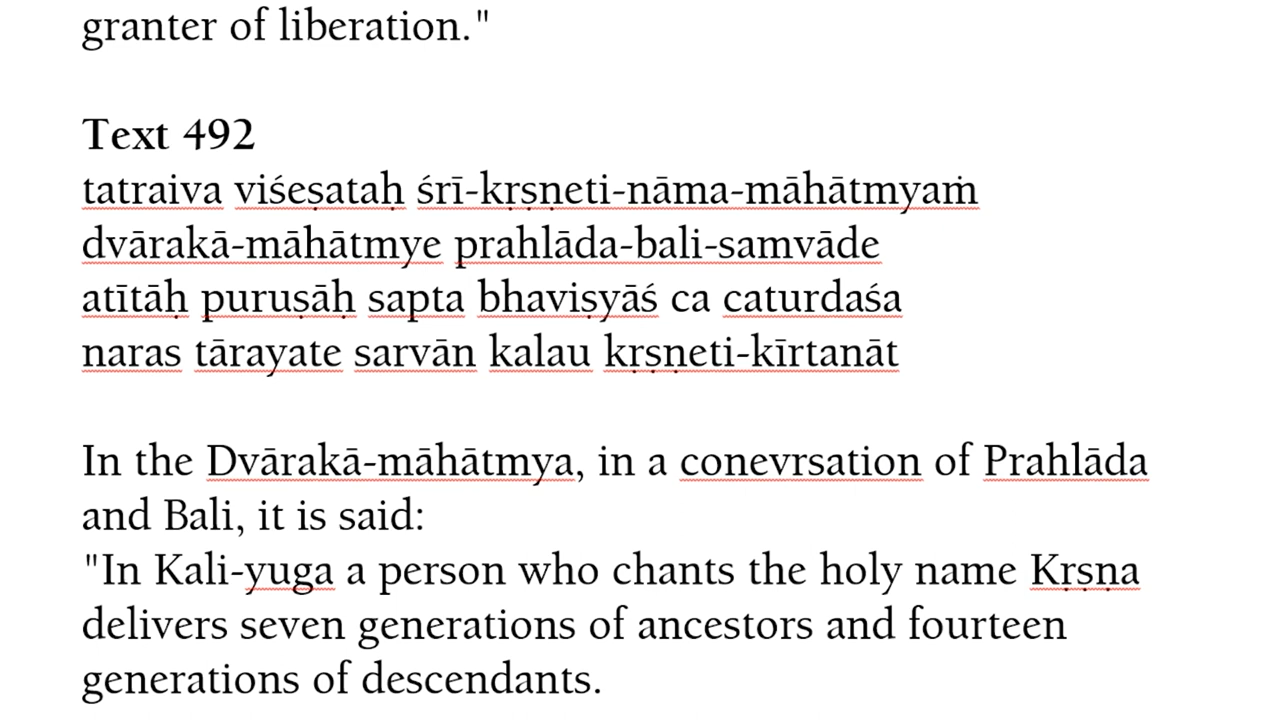 granter of liberation."
Text 492
tatraiva viśeṣataḥ śrī-kṛṣṇeti-nāma-māhātmyaṁ
dvārakā-māhātmye prahlāda-bali-samvāde
atītāḥ puruṣāḥ sapta bhaviṣyāś ca caturdaśa
naras tārayate sarvān kalau kṛṣṇeti-kīrtanāt
In the Dvārakā-māhātmya, in a conevrsation of Prahlāda
and Bali, it is said:
"In Kali-yuga a person who chants the holy name Kṛṣṇa
delivers seven generations of ancestors and fourteen
generations of descendants.